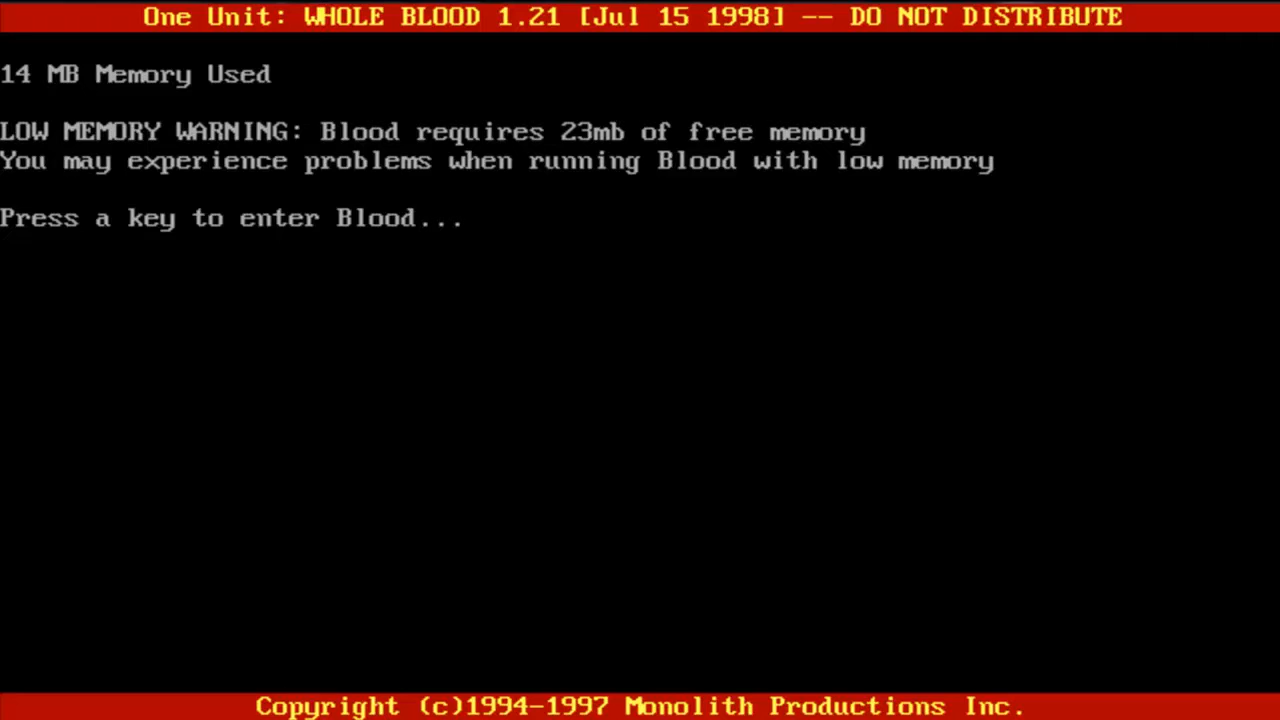 One Unit: WHOLE BLOOD 1.21 [Jul 15 1998] -- DO NOT DISTRIBUTE
14 MB Memory Used
LOW MEMORY WARNING: Blood requires 23mb of free memory
You may experience problems when running Blood with low memory
Press a key to enter Blood...
Copyright (c)1994-1997 Monolith Productions Inc.